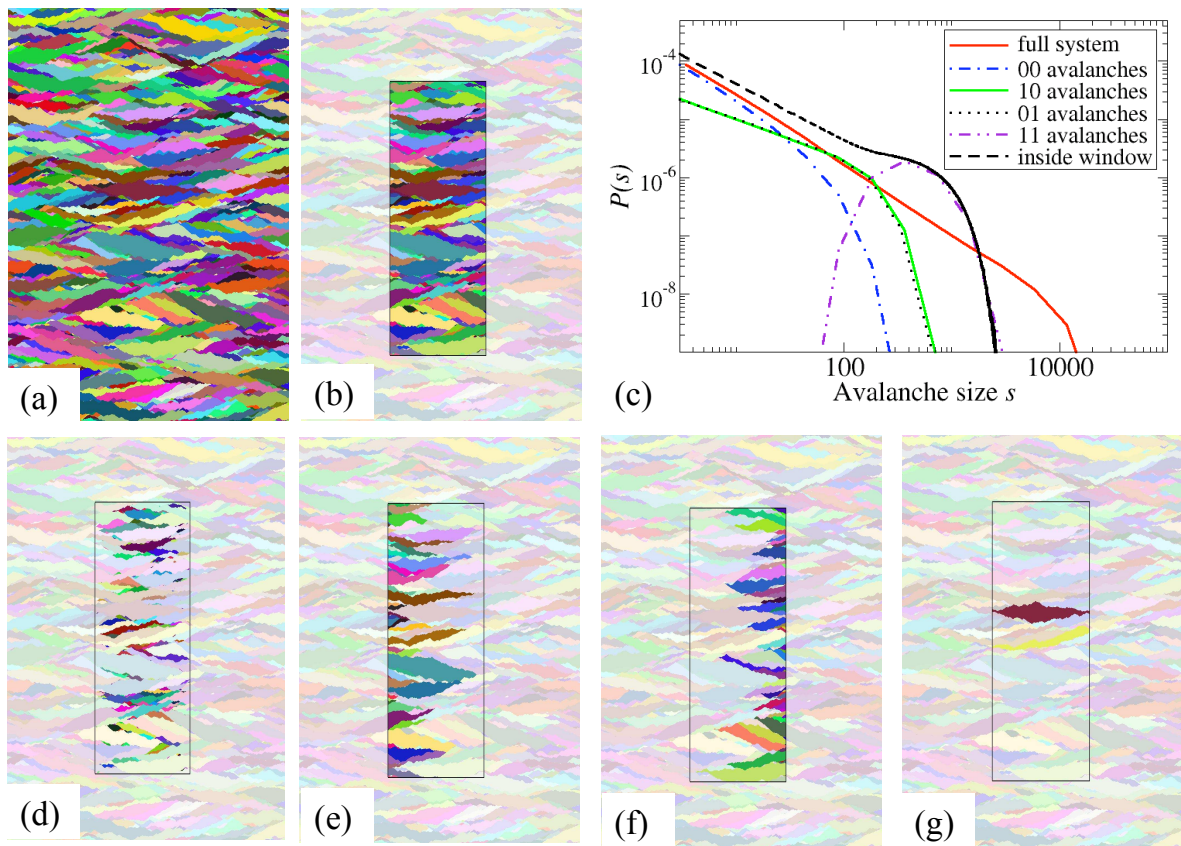 (a)
(b)
(c)
10^-4
10^-6
10^-8
P(s)
full system
00 avalanches
10 avalanches
01 avalanches
11 avalanches
inside window
100
10000
Avalanche size s
(d)
(e)
(f)
(g)